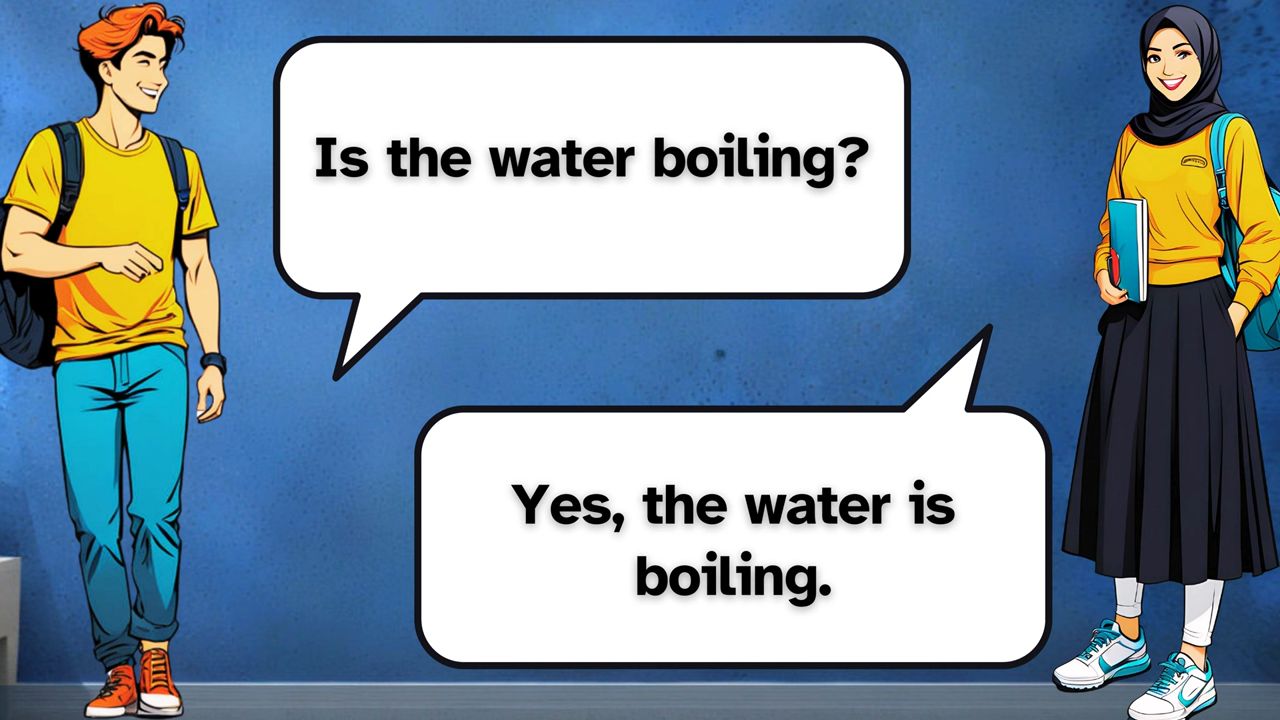 Is the water boiling?
Yes, the water is
boiling.